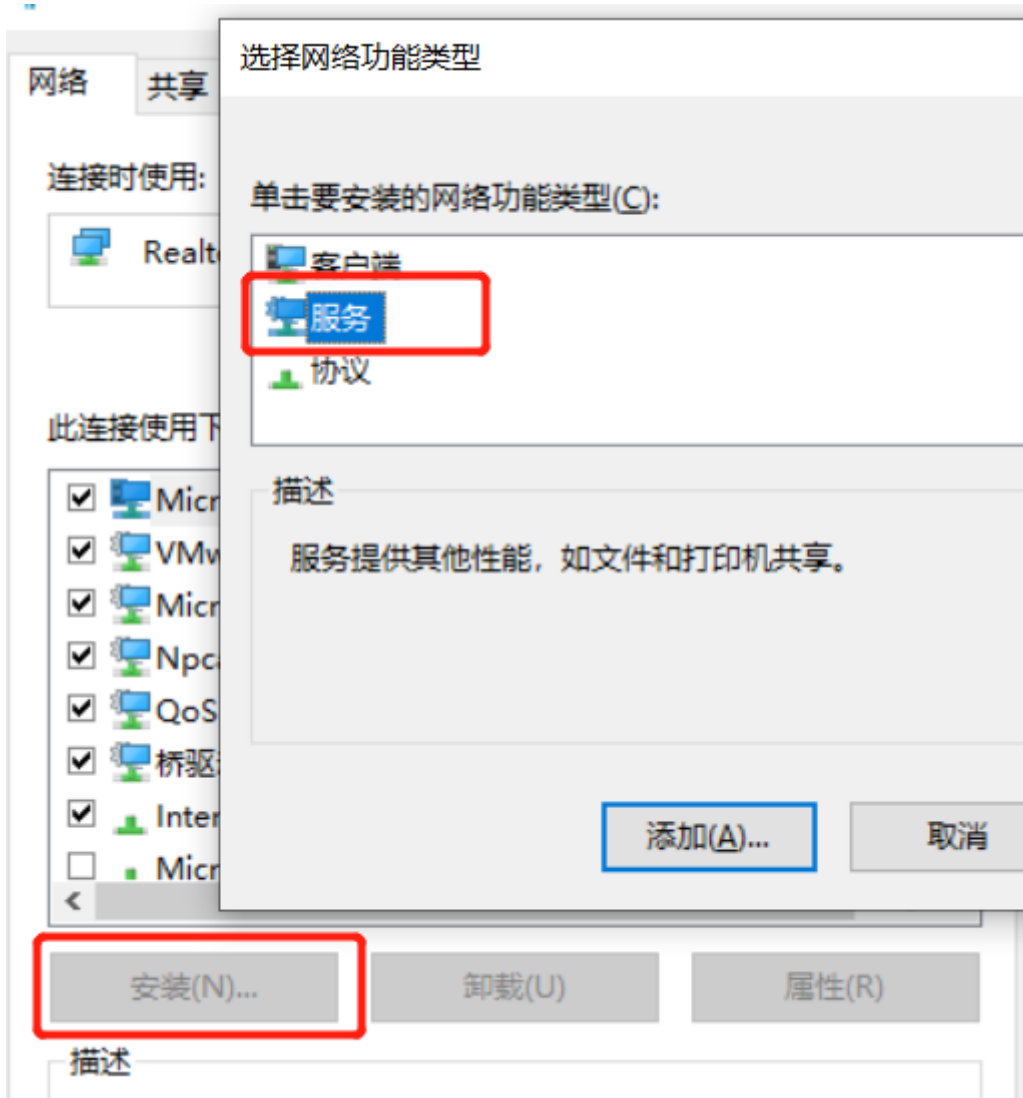 选择网络功能类型
网络
共享
连接时使用:
Realt
单击要安装的网络功能类型(C):
客户端
服务
协议
此连接使用下
Micr
VMw
Micr
Npca
QoS
桥驱
Inter
Micr
描述
服务提供其他性能，如文件和打印机共享。
添加(A)...
取消
安装(N)...
卸载(U)
属性(R)
描述